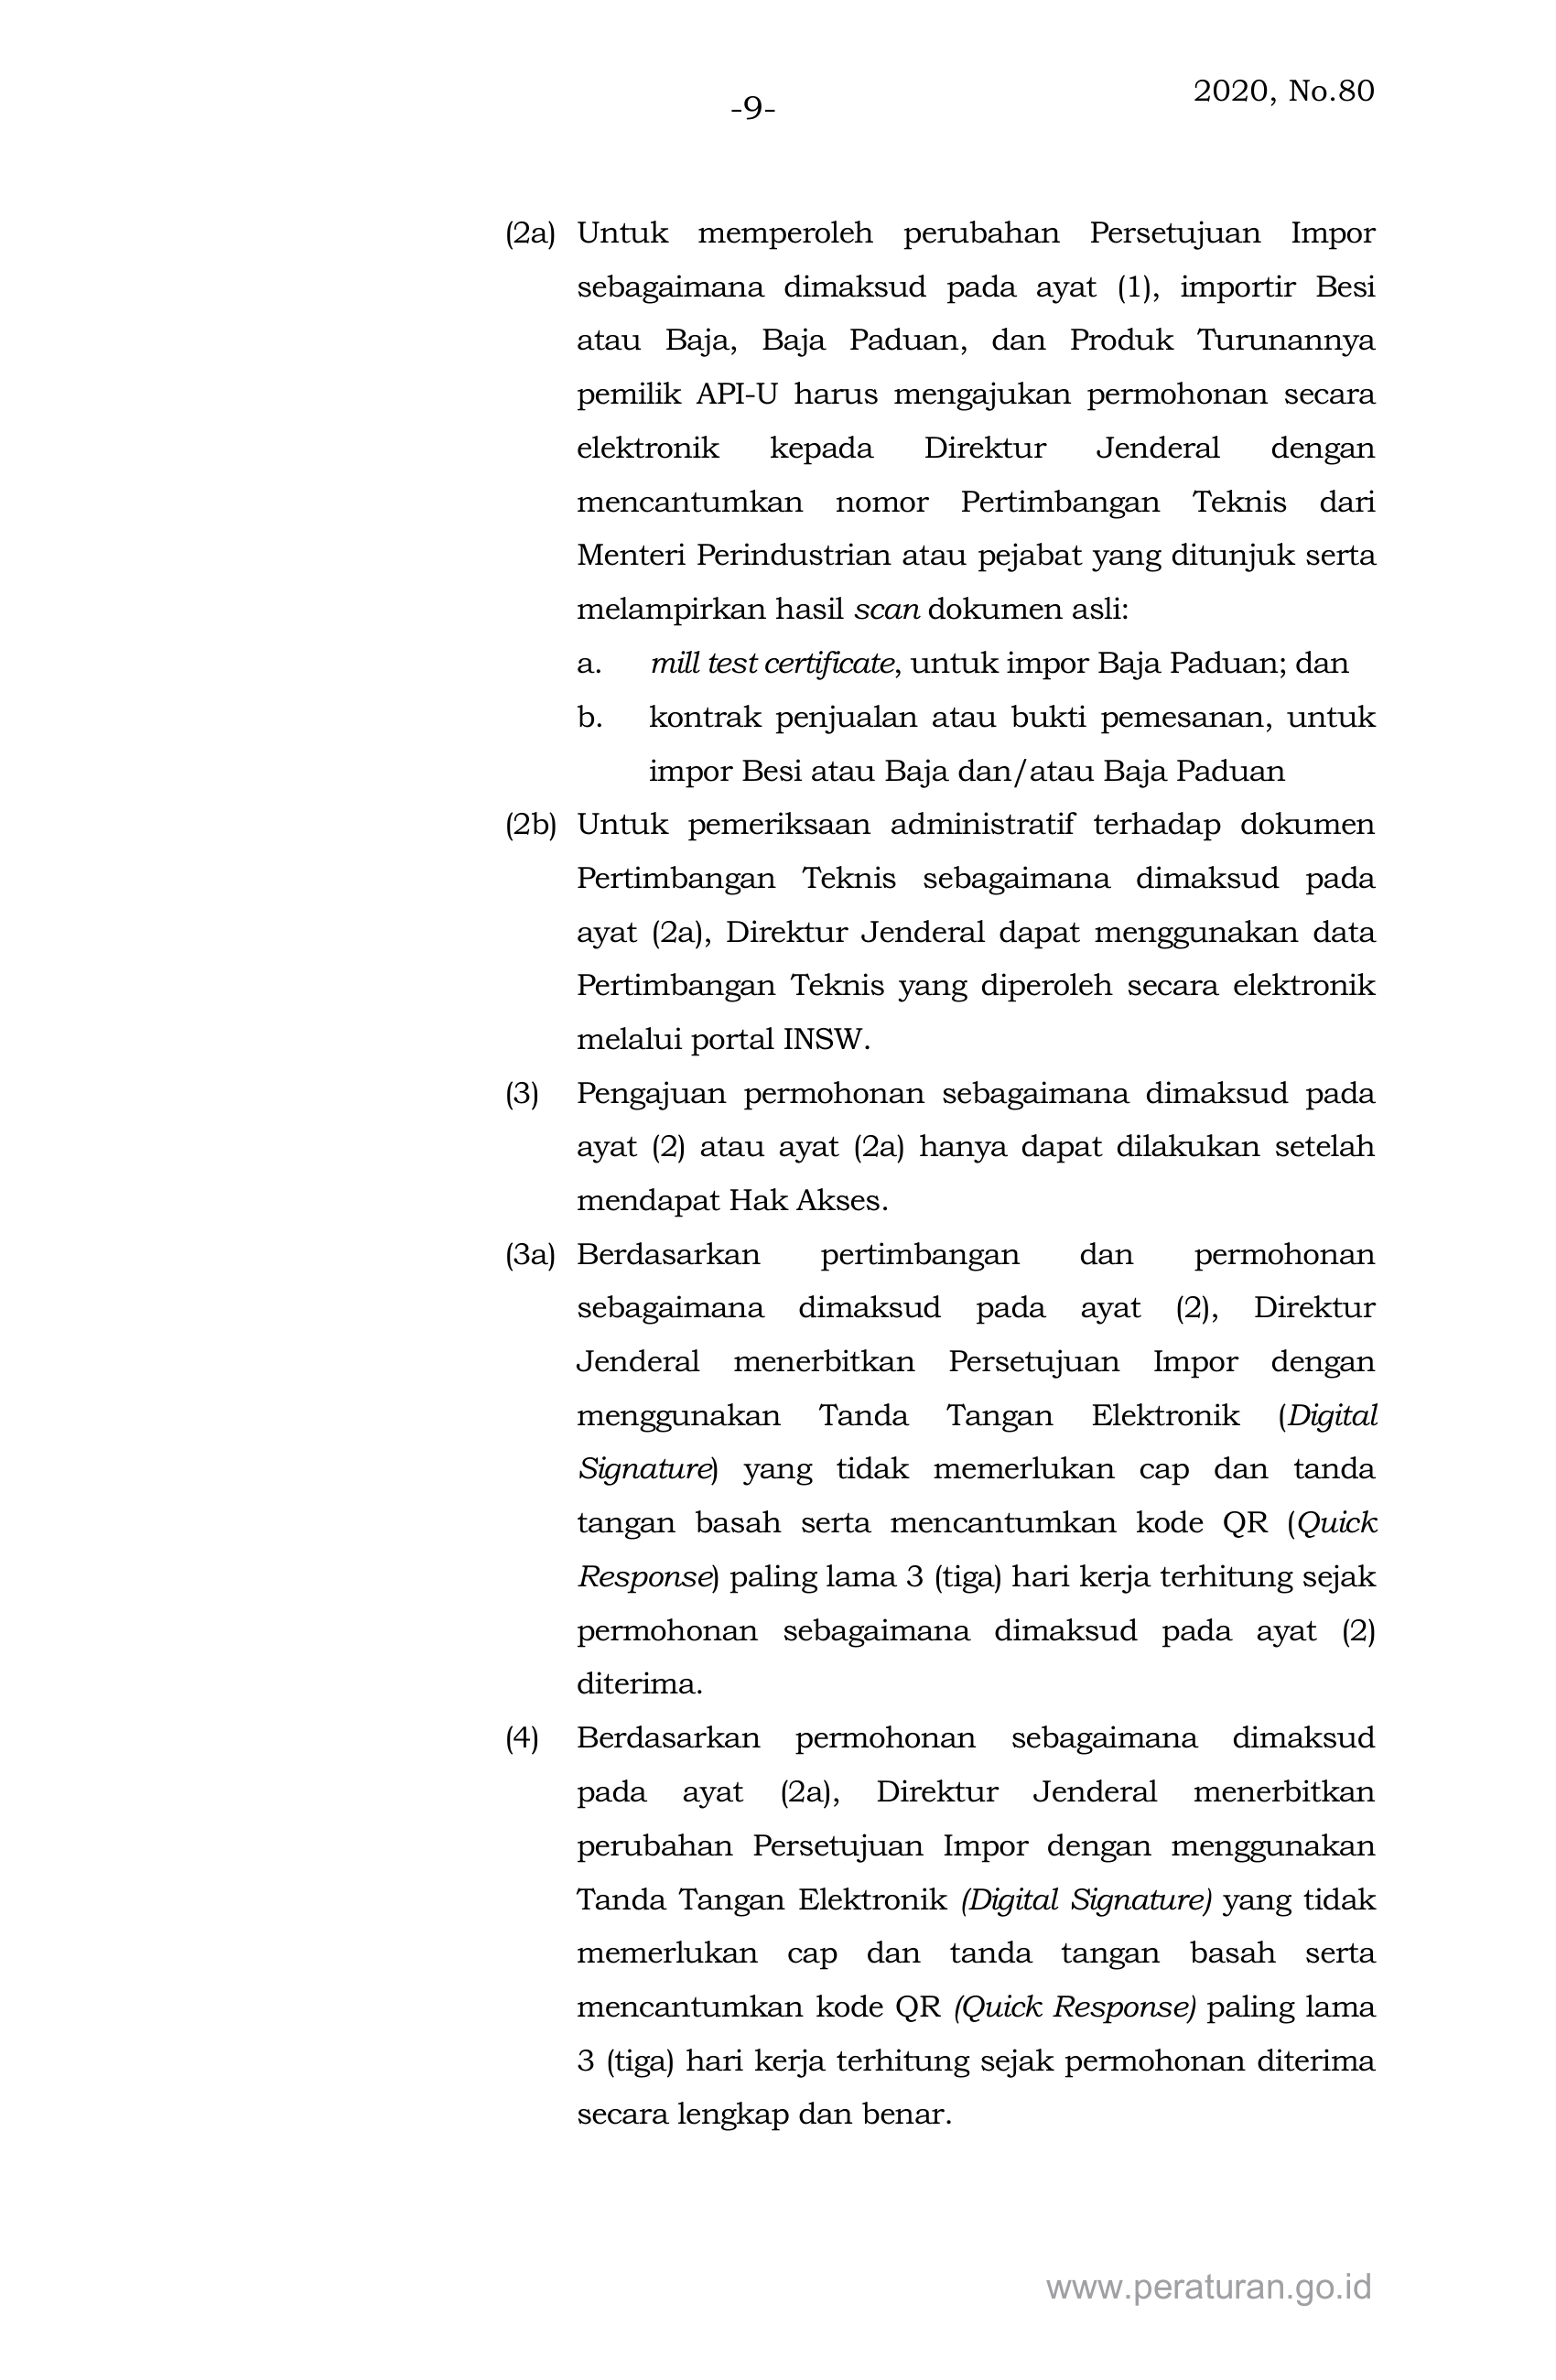 2020, No.80
-9-
(2a) Untuk memperoleh perubahan Persetujuan Impor
sebagaimana dimaksud pada ayat (1), importir Besi
atau Baja, Baja Paduan, dan Produk Turunannya
pemilik API-U harus mengajukan permohonan secara
elektronik kepada Direktur Jenderal dengan
mencantumkan nomor Pertimbangan Teknis dari
Menteri Perindustrian atau pejabat yang ditunjuk serta
melampirkan hasil scan dokumen asli:
a. mill test certificate, untuk impor Baja Paduan; dan
b. kontrak penjualan atau bukti pemesanan, untuk
impor Besi atau Baja dan/atau Baja Paduan
(2b) Untuk pemeriksaan administratif terhadap dokumen
Pertimbangan Teknis sebagaimana dimaksud pada
ayat (2a), Direktur Jenderal dapat menggunakan data
Pertimbangan Teknis yang diperoleh secara elektronik
melalui portal INSW.
(3) Pengajuan permohonan sebagaimana dimaksud pada
ayat (2) atau ayat (2a) hanya dapat dilakukan setelah
mendapat Hak Akses.
(3a) Berdasarkan pertimbangan dan permohonan
sebagaimana dimaksud pada ayat (2), Direktur
Jenderal menerbitkan Persetujuan Impor dengan
menggunakan Tanda Tangan Elektronik (Digital
Signature) yang tidak memerlukan cap dan tanda
tangan basah serta mencantumkan kode QR (Quick
Response) paling lama 3 (tiga) hari kerja terhitung sejak
permohonan sebagaimana dimaksud pada ayat (2)
diterima.
(4) Berdasarkan permohonan sebagaimana dimaksud
pada ayat (2a), Direktur Jenderal menerbitkan
perubahan Persetujuan Impor dengan menggunakan
Tanda Tangan Elektronik (Digital Signature) yang tidak
memerlukan cap dan tanda tangan basah serta
mencantumkan kode QR (Quick Response) paling lama
3 (tiga) hari kerja terhitung sejak permohonan diterima
secara lengkap dan benar.
www.peraturan.go.id